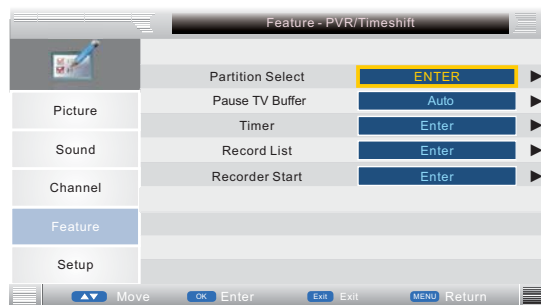 Feature - PVR/Timeshift
Partition Select ENTER
Pause TV Buffer Auto
Timer Enter
Record List Enter
Recorder Start Enter
Picture
Sound
Channel
Feature
Setup
Move OK Enter Exit Exit MENU Return